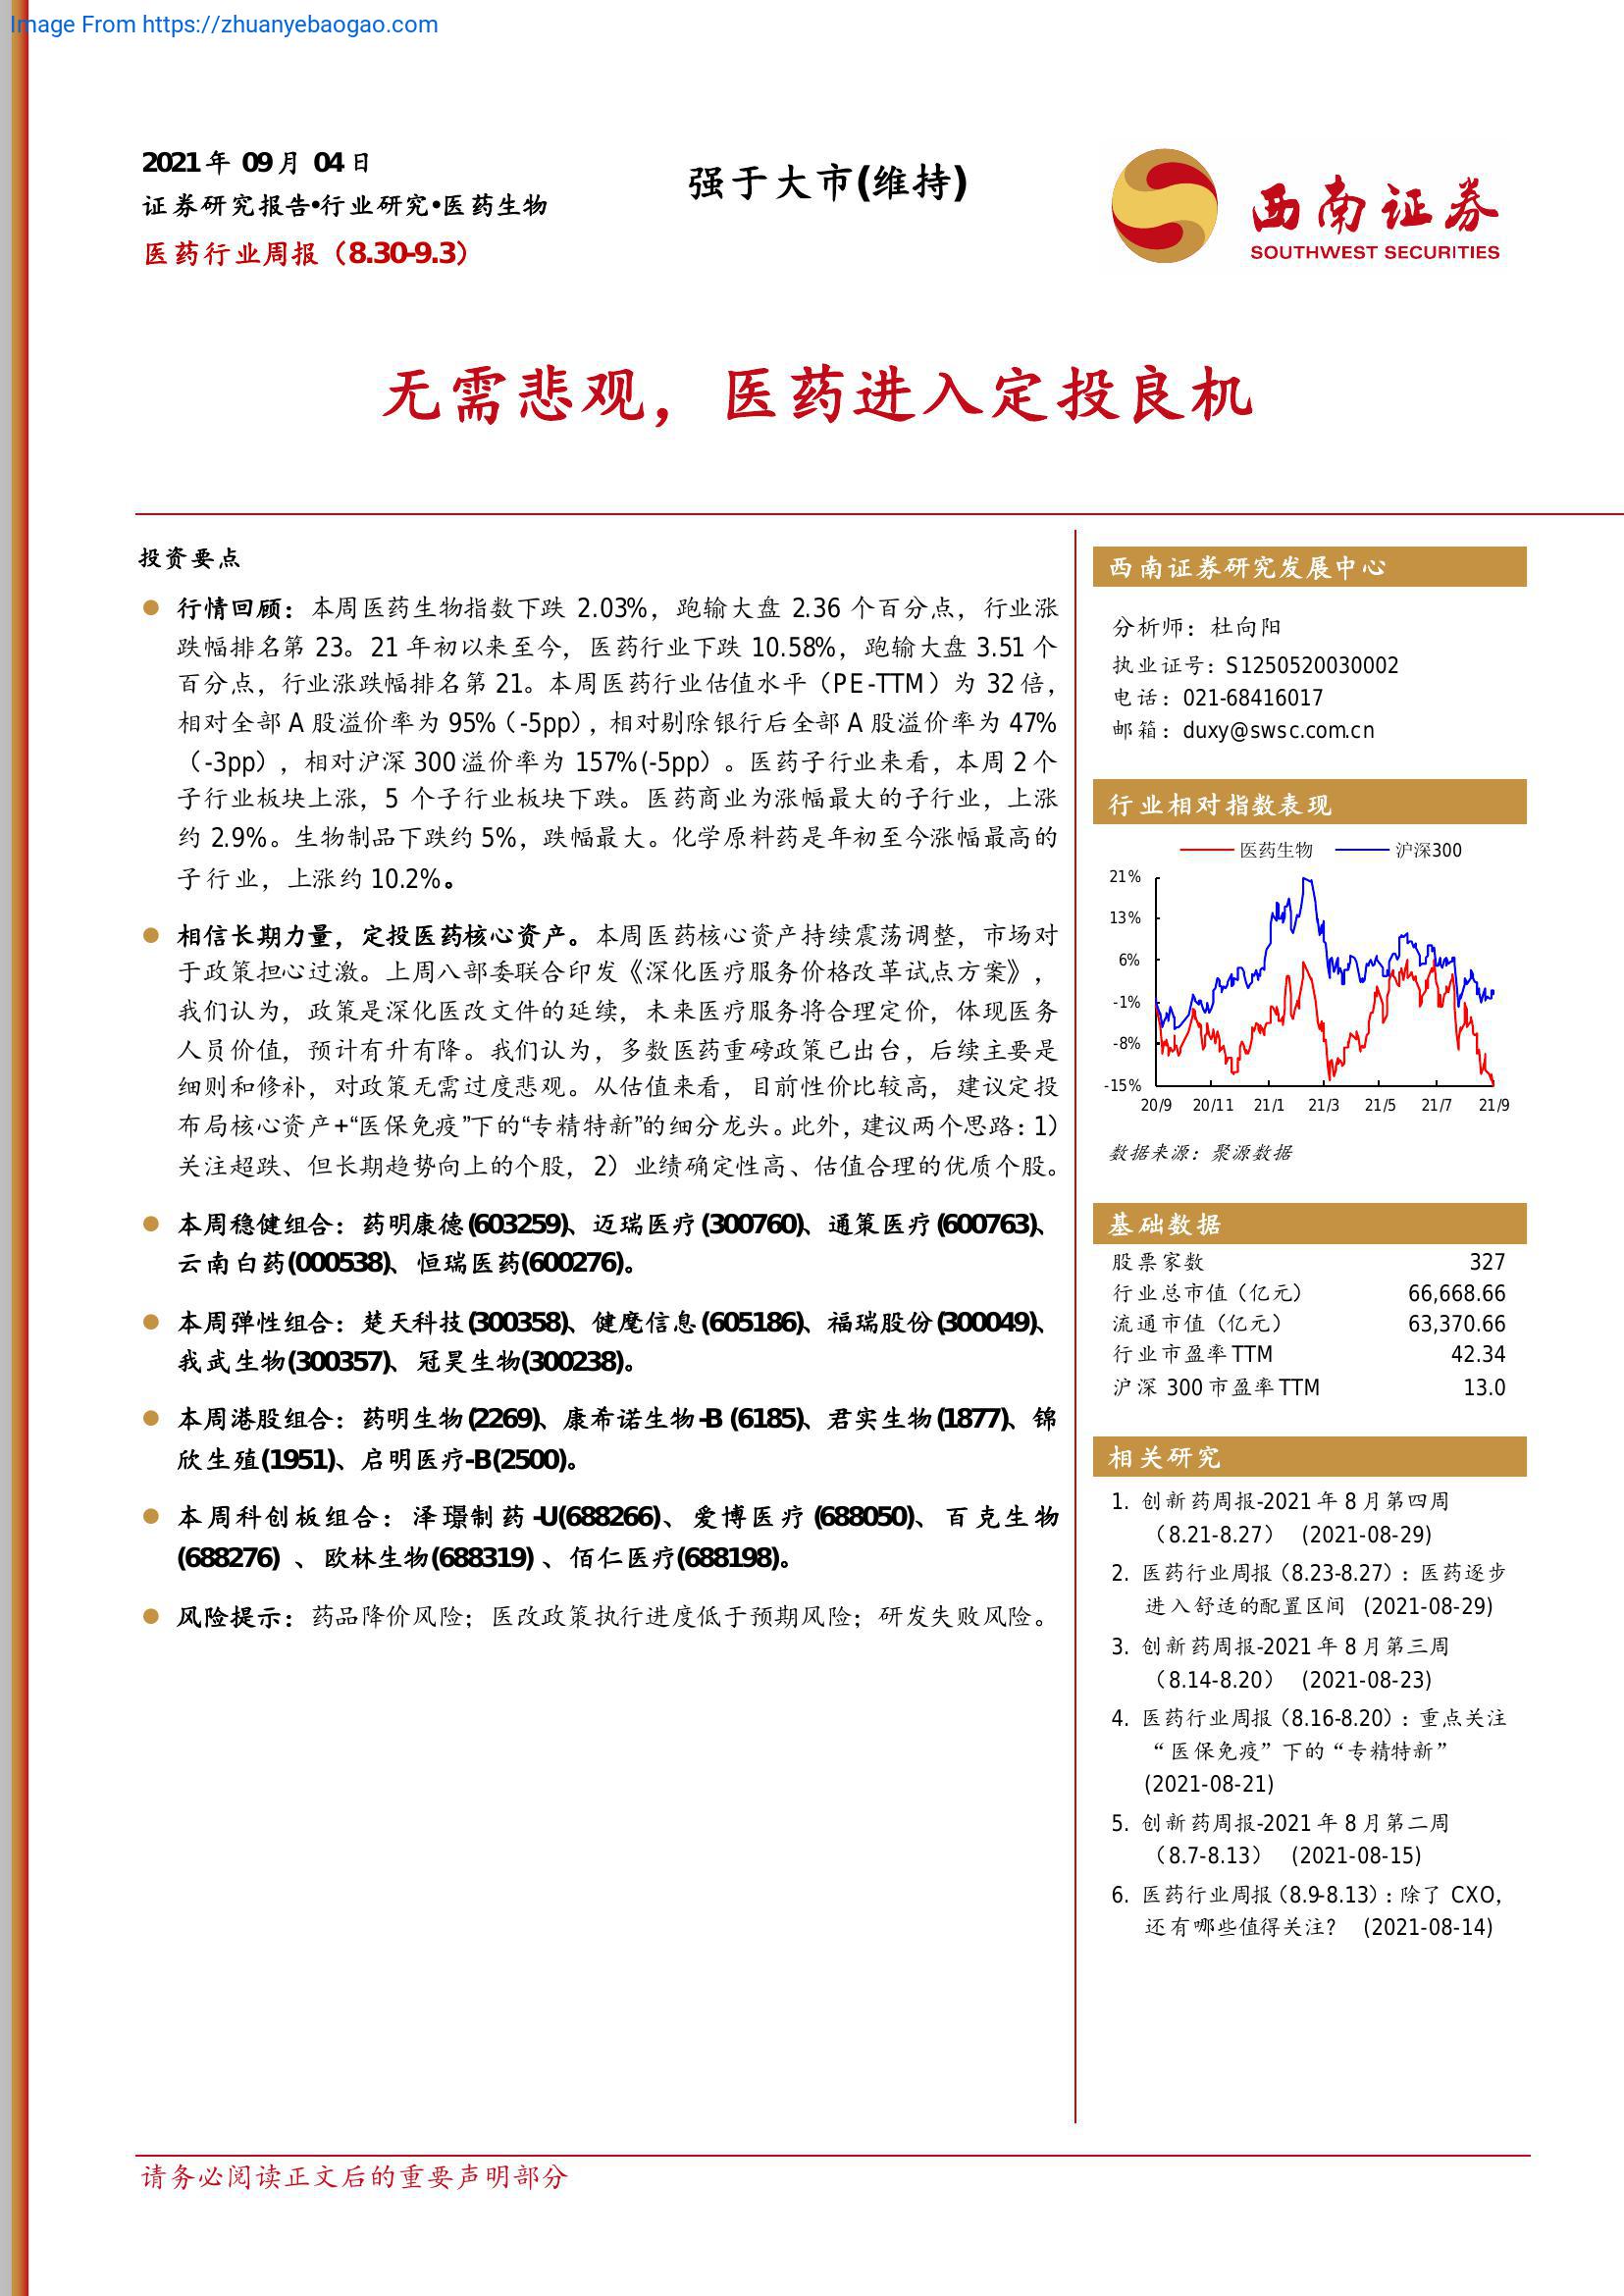 Image From https://zhuanyebaogao.com
2021年 09月 04日
证券研究报告•行业研究•医药生物
医药行业周报（8.30-9.3）
强于大市(维持)
西南证券
SOUTHWEST SECURITIES
无需悲观，医药进入定投良机
投资要点
行情回顾：本周医药生物指数下跌 2.03%，跑输大盘 2.36 个百分点，行业涨
跌幅排名第 23。21 年初以来至今，医药行业下跌 10.58%，跑输大盘 3.51 个
百分点，行业涨跌幅排名第 21。本周医药行业估值水平（PE-TTM）为 32 倍，
相对全部 A 股溢价率为 95%（-5pp），相对剔除银行后全部 A 股溢价率为 47%
（-3pp），相对沪深 300 溢价率为 157%(-5pp）。医药子行业来看，本周 2 个
子行业板块上涨，5 个子行业板块下跌。医药商业为涨幅最大的子行业，上涨
约 2.9%。生物制品下跌约 5%，跌幅最大。化学原料药是年初至今涨幅最高的
子行业，上涨约 10.2%。
相信长期力量，定投医药核心资产。本周医药核心资产持续震荡调整，市场对
于政策担心过激。上周八部委联合印发《深化医疗服务价格改革试点方案》，
我们认为，政策是深化医改文件的延续，未来医疗服务将合理定价，体现医务
人员价值，预计有升有降。我们认为，多数医药重磅政策已出台，后续主要是
细则和修补，对政策无需过度悲观。从估值来看，目前性价比较高，建议定投
布局核心资产+“医保免疫”下的“专精特新”的细分龙头。此外，建议两个思路：1）
关注超跌、但长期趋势向上的个股，2）业绩确定性高、估值合理的优质个股。
本周稳健组合：药明康德(603259)、迈瑞医疗(300760)、通策医疗(600763)、
云南白药(000538)、恒瑞医药(600276)。
本周弹性组合：楚天科技(300358)、健麾信息(605186)、福瑞股份(300049)、
我武生物(300357)、冠昊生物(300238)。
本周港股组合：药明生物(2269)、康希诺生物-B (6185)、君实生物(1877)、锦
欣生殖(1951)、启明医疗-B(2500)。
本周科创板组合：泽璟制药-U(688266)、爱博医疗(688050)、百克生物
(688276) 、欧林生物(688319) 、佰仁医疗(688198)。
风险提示：药品降价风险；医改政策执行进度低于预期风险；研发失败风险。
西南证券研究发展中心
分析师：杜向阳
执业证号：S1250520030002
电话：021-68416017
邮箱：duxy@swsc.com.cn
行业相对指数表现
医药生物 沪深300
21%
13%
6%
-1%
-8%
-15%
20/9 20/11 21/1 21/3 21/5 21/7 21/9
数据来源：聚源数据
基础数据
股票家数 327
行业总市值（亿元） 66,668.66
流通市值（亿元） 63,370.66
行业市盈率 TTM 42.34
沪深 300 市盈率 TTM 13.0
相关研究
1. 创新药周报-2021 年 8 月第四周
（8.21-8.27） (2021-08-29)
2. 医药行业周报（8.23-8.27）：医药逐步
进入舒适的配置区间 (2021-08-29)
3. 创新药周报-2021 年 8 月第三周
（8.14-8.20） (2021-08-23)
4. 医药行业周报（8.16-8.20）：重点关注
“医保免疫”下的“专精特新”
(2021-08-21)
5. 创新药周报-2021 年 8 月第二周
（8.7-8.13） (2021-08-15)
6. 医药行业周报（8.9-8.13）：除了 CXO，
还有哪些值得关注？ (2021-08-14)
请务必阅读正文后的重要声明部分